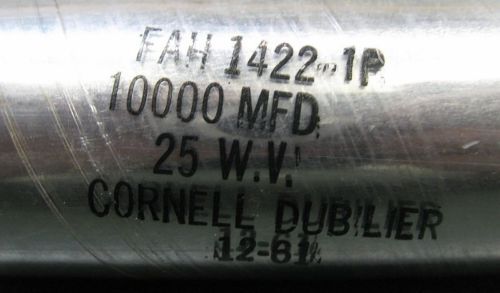 FAH 1422-1P
10000 MFD
25 W.V.
CORNELL DUBILIER
12-61